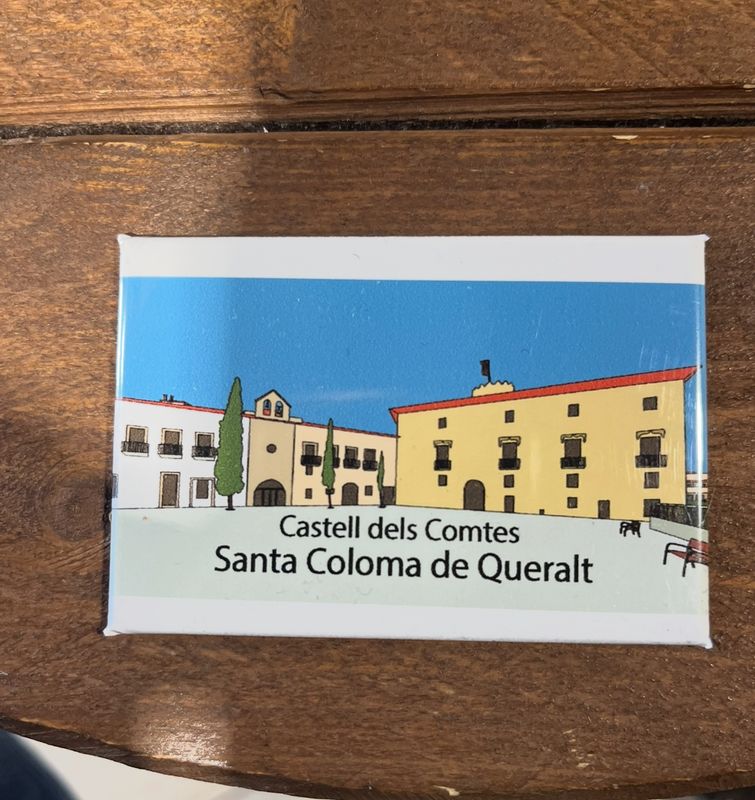 Castell dels Comtes
Santa Coloma de Queralt